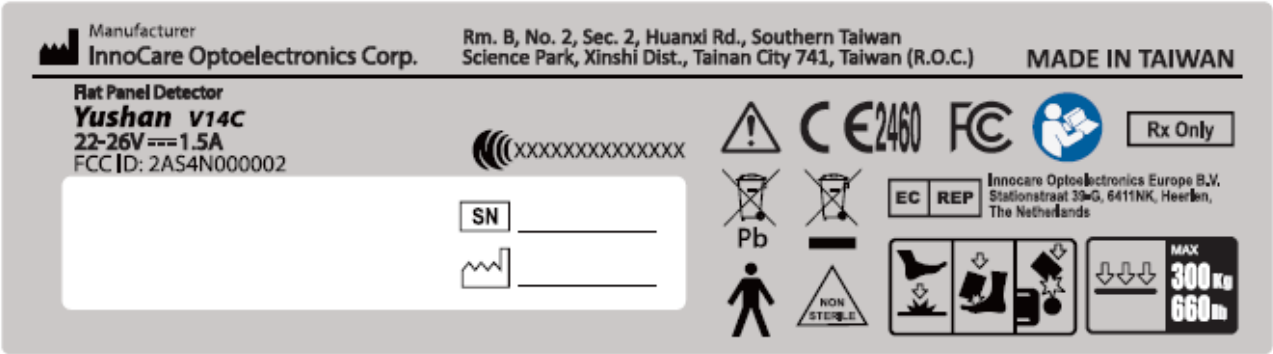 Manufacturer
InnoCare Optoelectronics Corp.
Rm. B, No. 2, Sec. 2, Huanxi Rd., Southern Taiwan
Science Park, Xinshi Dist., Tainan City 741, Taiwan (R.O.C.)
MADE IN TAIWAN
Flat Panel Detector
Yushan V14C
22-26V⎓1.5A
FCC ID: 2AS4N000002
XXXXXXXXXXXXXX
CE2460
FC
Rx Only
EC REP
Innocare Optoelectronics Europe B.V.
Stationstraat 39-G, 6411NK, Heerlen,
The Netherlands
SN
Pb
NON
STERILE
MAX
300Kg
660lb